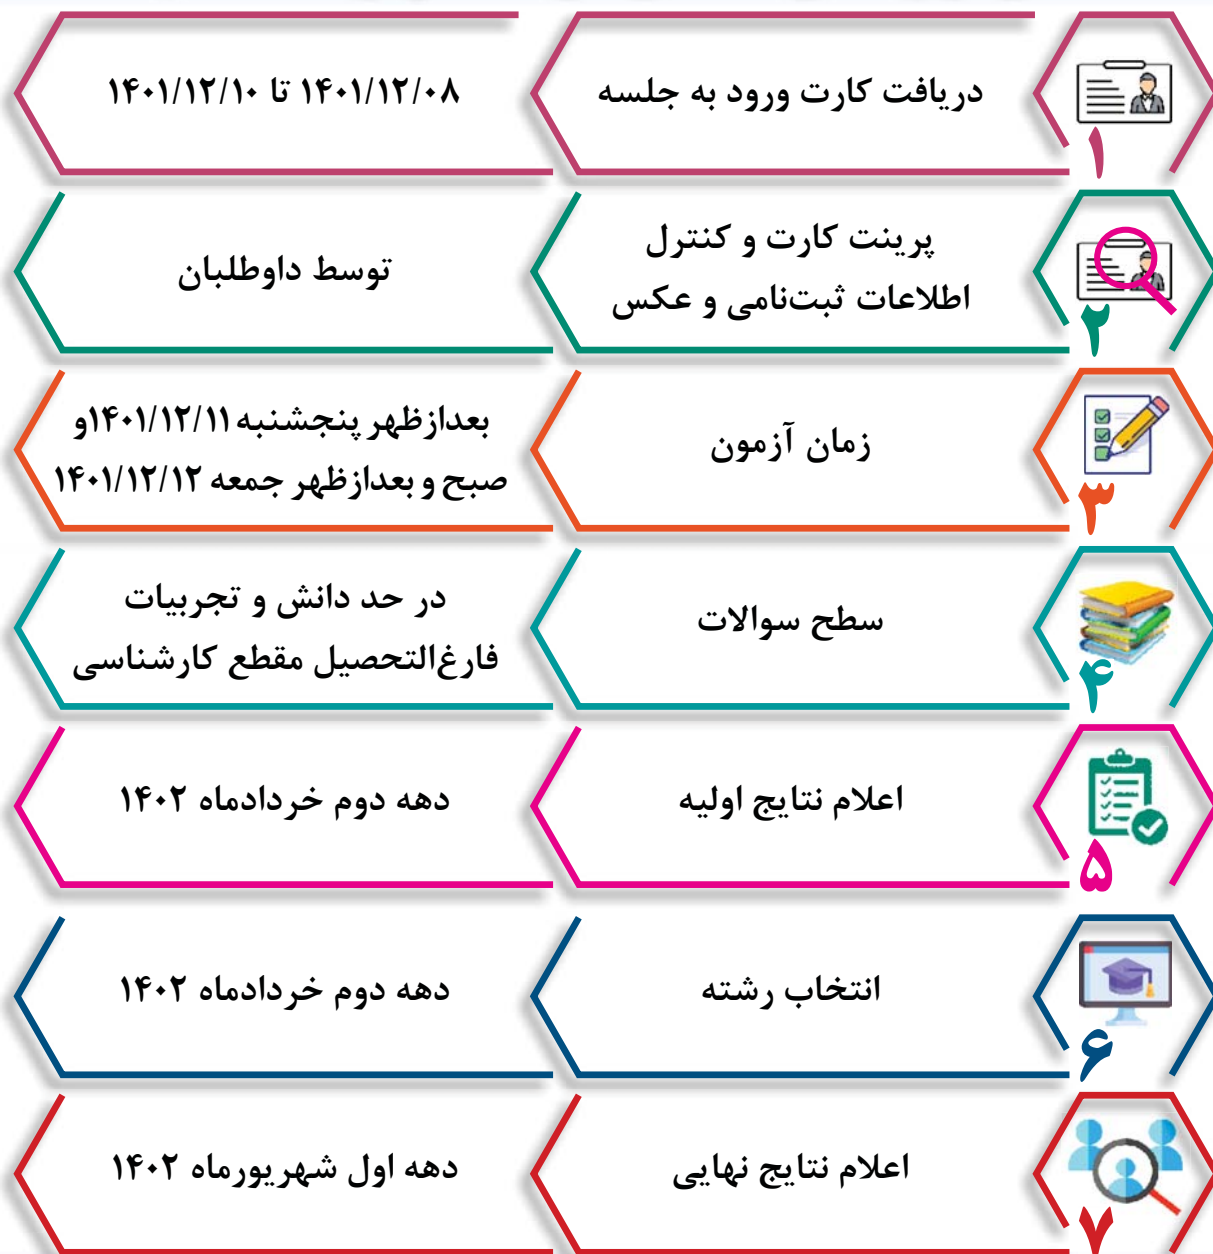 ۱
دریافت کارت ورود به جلسه
۱۴۰۱/۱۲/۰۸ تا ۱۴۰۱/۱۲/۱۰
۲
پرینت کارت و کنترل
اطلاعات ثبت‌نامی و عکس
توسط داوطلبان
۳
زمان آزمون
بعدازظهر پنجشنبه ۱۴۰۱/۱۲/۱۱و
صبح و بعدازظهر جمعه ۱۴۰۱/۱۲/۱۲
۴
سطح سوالات
در حد دانش و تجربیات
فارغ‌التحصیل مقطع کارشناسی
۵
اعلام نتایج اولیه
دهه دوم خردادماه ۱۴۰۲
۶
انتخاب رشته
دهه دوم خردادماه ۱۴۰۲
۷
اعلام نتایج نهایی
دهه اول شهریورماه ۱۴۰۲